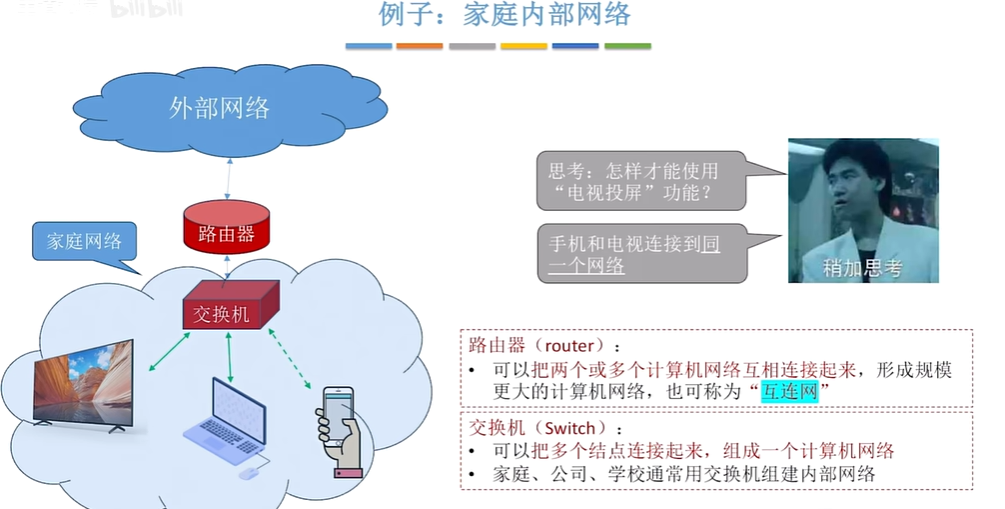 例子：家庭内部网络
外部网络
路由器
家庭网络
交换机
思考：怎样才能使用
“电视投屏”功能？
手机和电视连接到同
一个网络
稍加思考
路由器（router）：
• 可以把两个或多个计算机网络互相连接起来，形成规模
更大的计算机网络，也可称为“互连网”
交换机（Switch）：
• 可以把多个结点连接起来，组成一个计算机网络
• 家庭、公司、学校通常用交换机组建内部网络